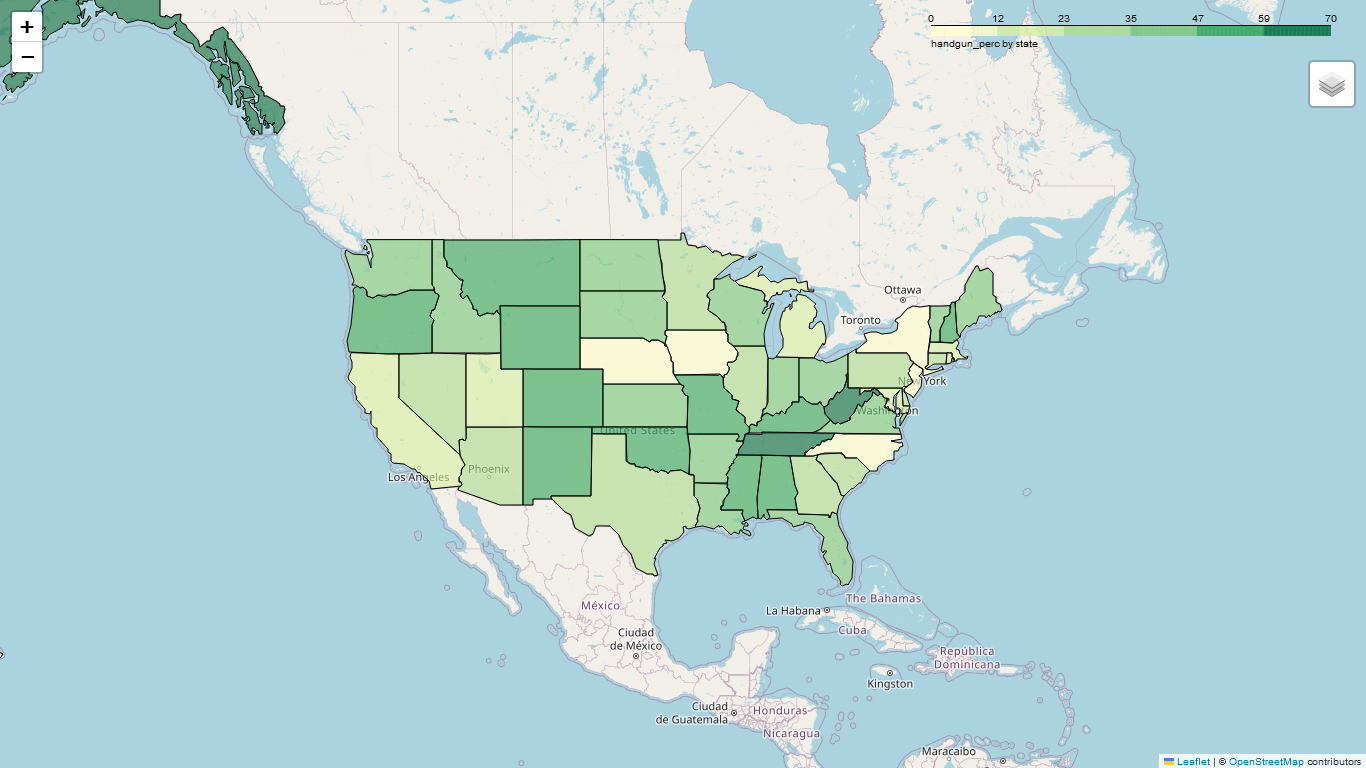 +
−
0 12 23 35 47 59 70
handgun_perc by state
Ottawa
Toronto
New York
Washington
United States
Phoenix
Los Angeles
The Bahamas
México
La Habana
Cuba
Ciudad
de México
República
Dominicana
Kingston
Ciudad
de Guatemala
Honduras
Nicaragua
Maracaibo
Leaflet | © OpenStreetMap contributors